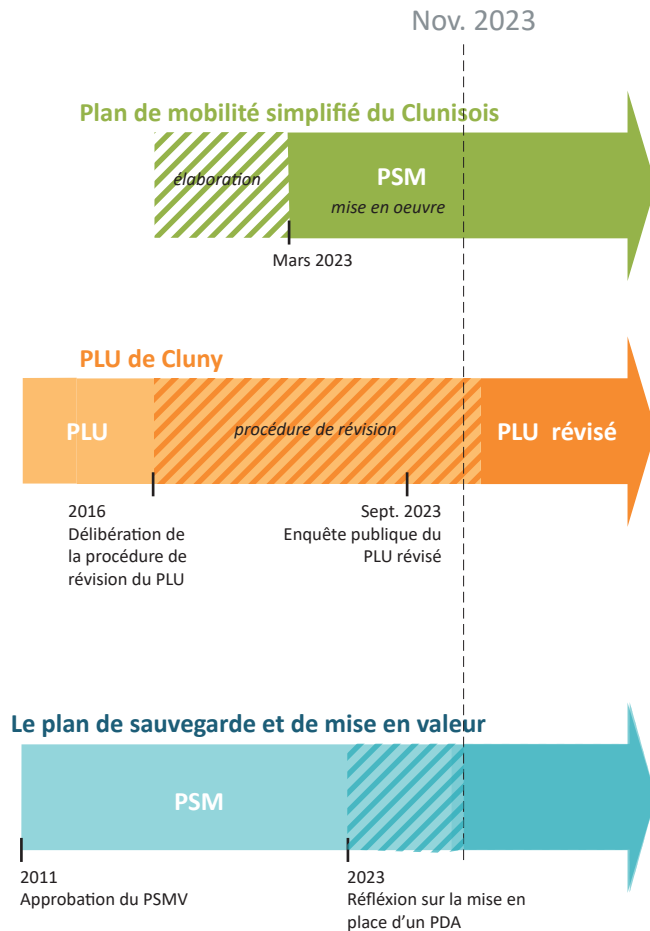 Nov. 2023
Plan de mobilité simplifié du Clunisois
élaboration
PSM
mise en oeuvre
Mars 2023
PLU de Cluny
PLU
procédure de révision
PLU révisé
2016
Délibération de
la procédure de
révision du PLU
Sept. 2023
Enquête publique du
PLU révisé
Le plan de sauvegarde et de mise en valeur
PSM
2011
Approbation du PSMV
2023
Réfléxion sur la mise en
place d'un PDA